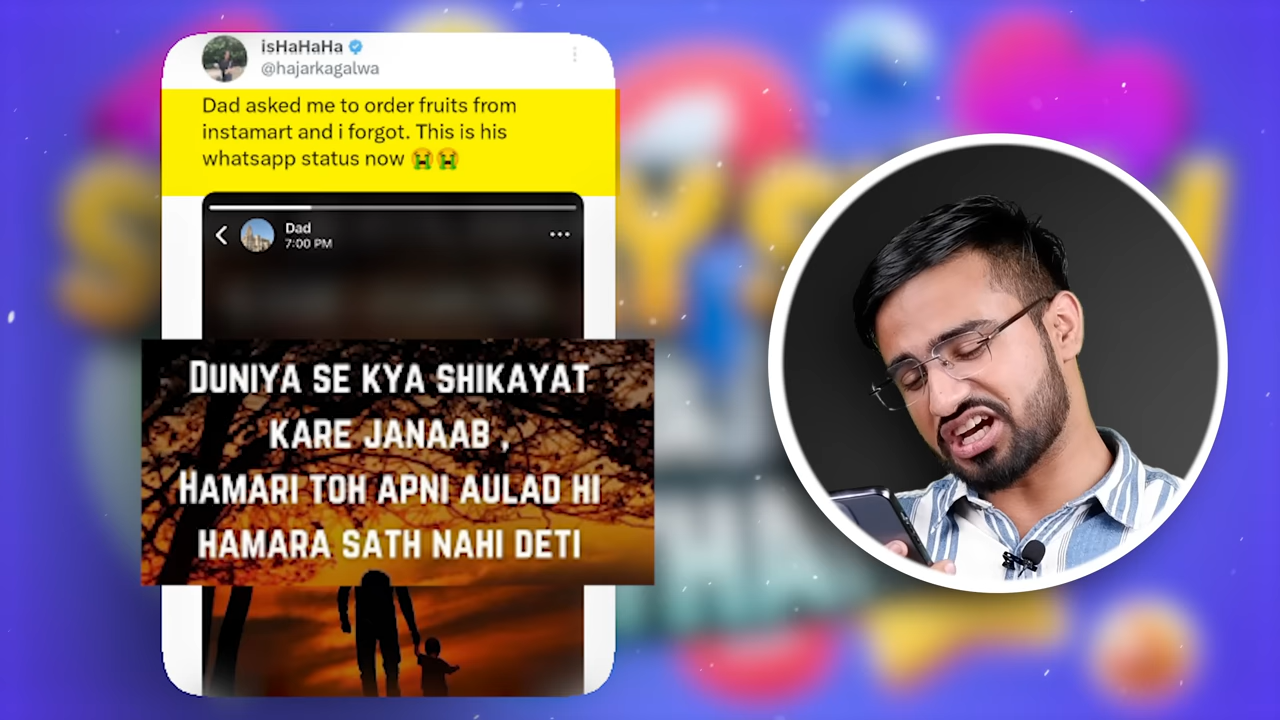 isHaHaHa
@hajarkagalwa
Dad asked me to order fruits from
instamart and i forgot. This is his
whatsapp status now 😭😭
Dad
7:00 PM
DUNIYA SE KYA SHIKAYAT
KARE JANAAB ,
HAMARI TOH APNI AULAD HI
HAMARA SATH NAHI DETI